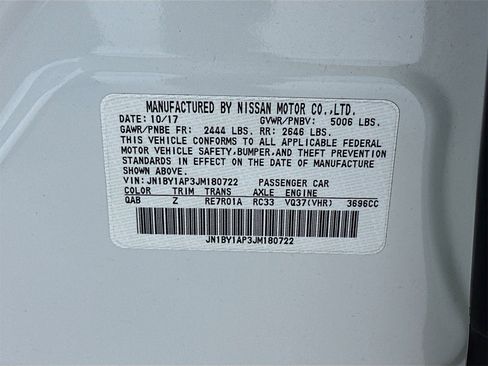 MANUFACTURED BY NISSAN MOTOR CO.,LTD.
DATE: 10/17 GVWR/PNBV: 5006 LBS.
GAWR/PNBE FR: 2444 LBS. RR: 2646 LBS.
THIS VEHICLE CONFORMS TO ALL APPLICABLE FEDERAL
MOTOR VEHICLE SAFETY,BUMPER,AND THEFT PREVENTION
STANDARDS IN EFFECT ON THE DATE OF MANUFACTURE
SHOWN ABOVE.
VIN: JN1BY1AP3JM180722 PASSENGER CAR
COLOR TRIM TRANS AXLE ENGINE
QAB Z RE7R01A RC33 VQ37(VHR) 3696CC
JN1BY1AP3JM180722